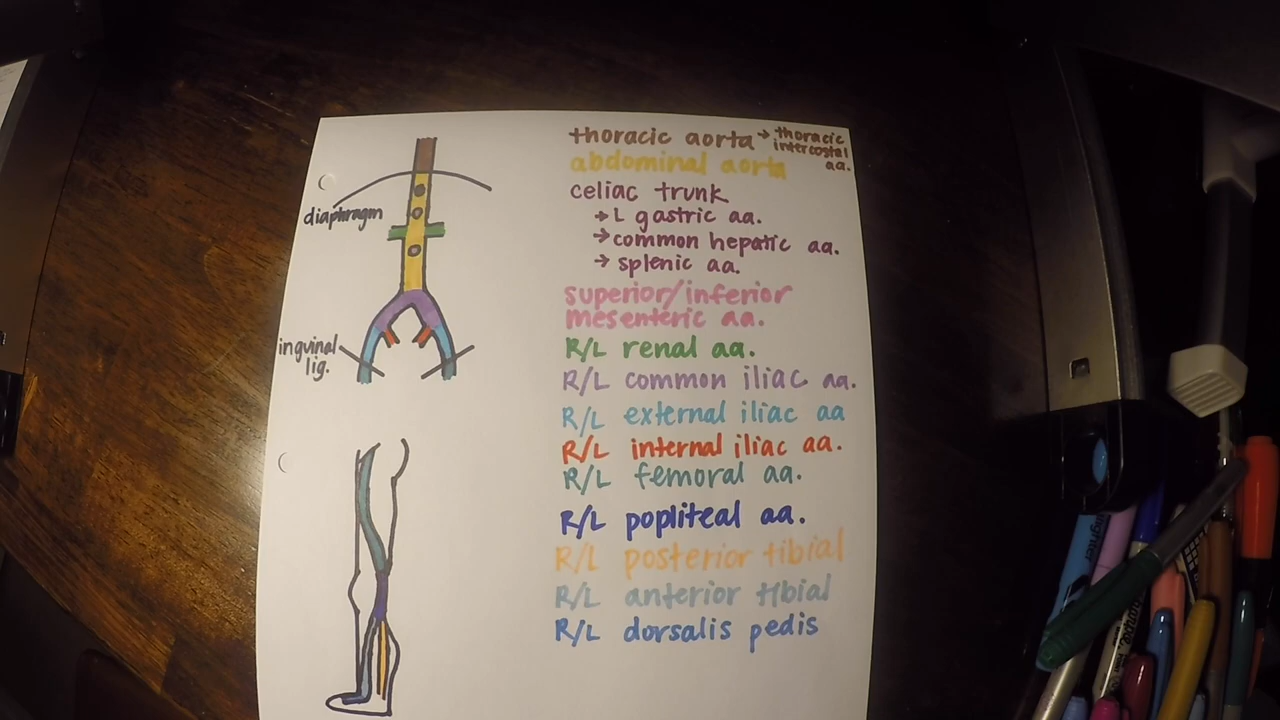 thoracic aorta → thoracic
intercostal
aa.
abdominal aorta
celiac trunk
→ L gastric aa.
→ common hepatic aa.
→ splenic aa.
superior/inferior
mesenteric aa.
R/L renal aa.
R/L common iliac aa.
R/L external iliac aa
R/L internal iliac aa.
R/L femoral aa.
R/L popliteal aa.
R/L posterior tibial
R/L anterior tibial
R/L dorsalis pedis
diaphragm
inguinal
lig.